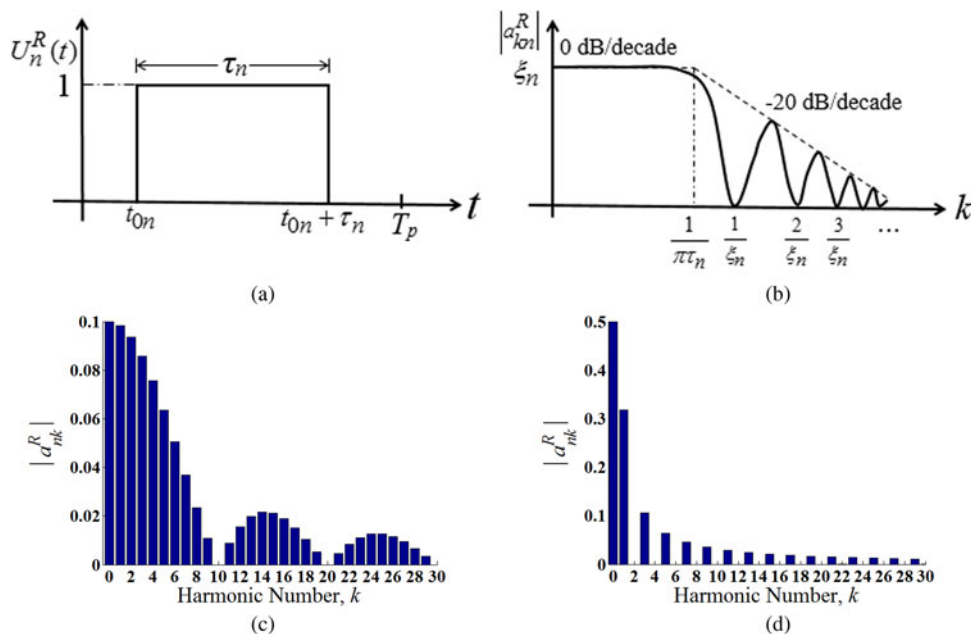 U_n^R(t)
1
τ_n
t_{0n}
t_{0n} + τ_n
T_p
t
(a)
|a_{kn}^R|
ξ_n
0 dB/decade
-20 dB/decade
1/πτ_n
1/ξ_n
2/ξ_n
3/ξ_n
...
k
(b)
|a_{nk}^R|
0.1
0.08
0.06
0.04
0.02
0
0 2 4 6 8 10 12 14 16 18 20 22 24 26 28 30
Harmonic Number, k
(c)
|a_{nk}^R|
0.5
0.4
0.3
0.2
0.1
0
0 2 4 6 8 10 12 14 16 18 20 22 24 26 28 30
Harmonic Number, k
(d)